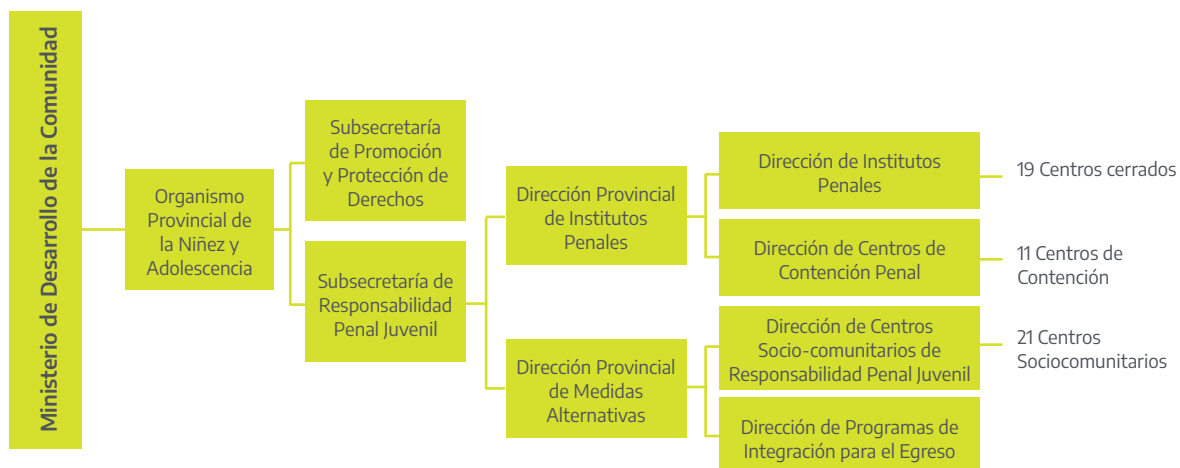 Ministerio de Desarrollo de la Comunidad
Organismo
Provincial de
la Niñez y
Adolescencia
Subsecretaría
de Promoción
y Protección de
Derechos
Subsecretaría de
Responsabilidad
Penal Juvenil
Dirección Provincial
de Institutos
Penales
Dirección Provincial
de Medidas
Alternativas
Dirección de Institutos
Penales
Dirección de Centros de
Contención Penal
Dirección de Centros
Socio-comunitarios de
Responsabilidad Penal Juvenil
Dirección de Programas de
Integración para el Egreso
19 Centros cerrados
11 Centros de
Contención
21 Centros
Sociocomunitarios